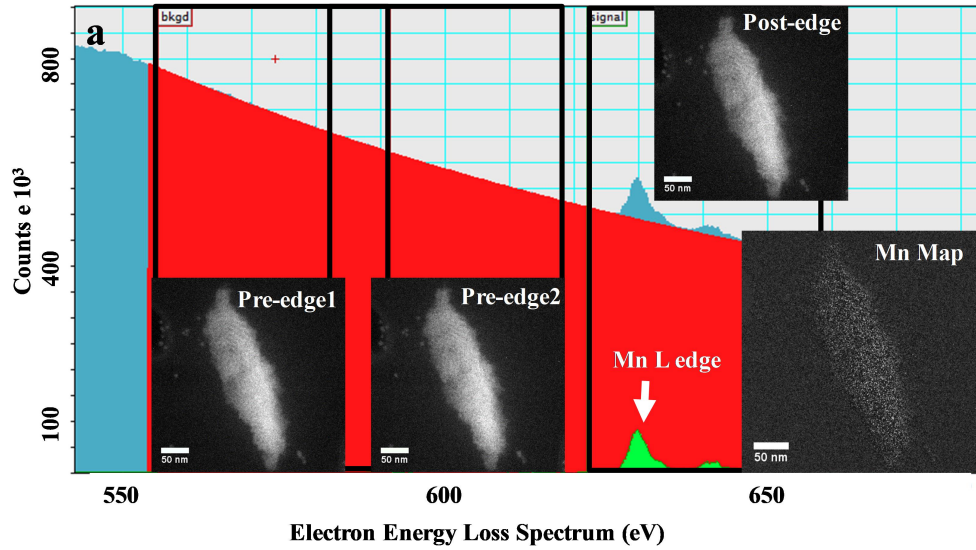 a
bkgd
signal
Post-edge
50 nm
800
400
100
Counts e 10³
Pre-edge1
50 nm
Pre-edge2
50 nm
Mn L edge
Mn Map
50 nm
550
600
650
Electron Energy Loss Spectrum (eV)